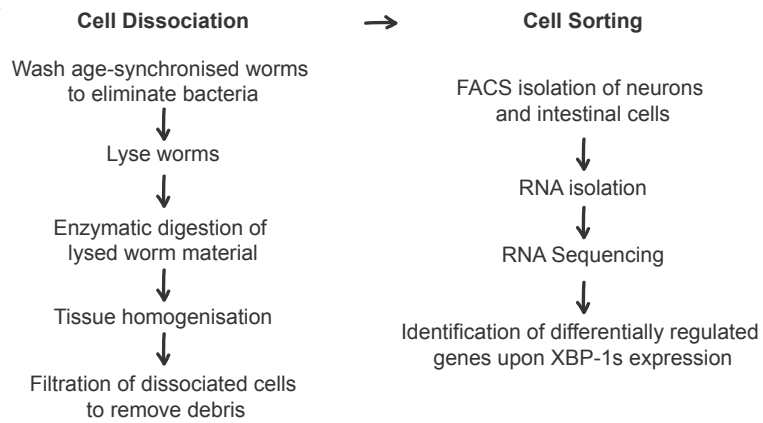 Cell Dissociation
Wash age-synchronised worms
to eliminate bacteria
Lyse worms
Enzymatic digestion of
lysed worm material
Tissue homogenisation
Filtration of dissociated cells
to remove debris
Cell Sorting
FACS isolation of neurons
and intestinal cells
RNA isolation
RNA Sequencing
Identification of differentially regulated
genes upon XBP-1s expression